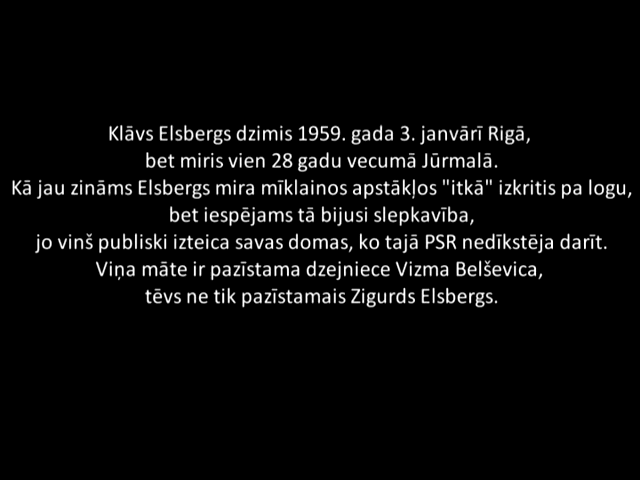 Klāvs Elsbergs dzimis 1959. gada 3. janvārī Rigā,
bet miris vien 28 gadu vecumā Jūrmalā.
Kā jau zināms Elsbergs mira mīklainos apstākļos "itkā" izkritis pa logu,
bet iespējams tā bijusi slepkavība,
jo vinš publiski izteica savas domas, ko tajā PSR nedīkstēja darīt.
Viņa māte ir pazīstama dzejniece Vizma Belševica,
tēvs ne tik pazīstamais Zigurds Elsbergs.